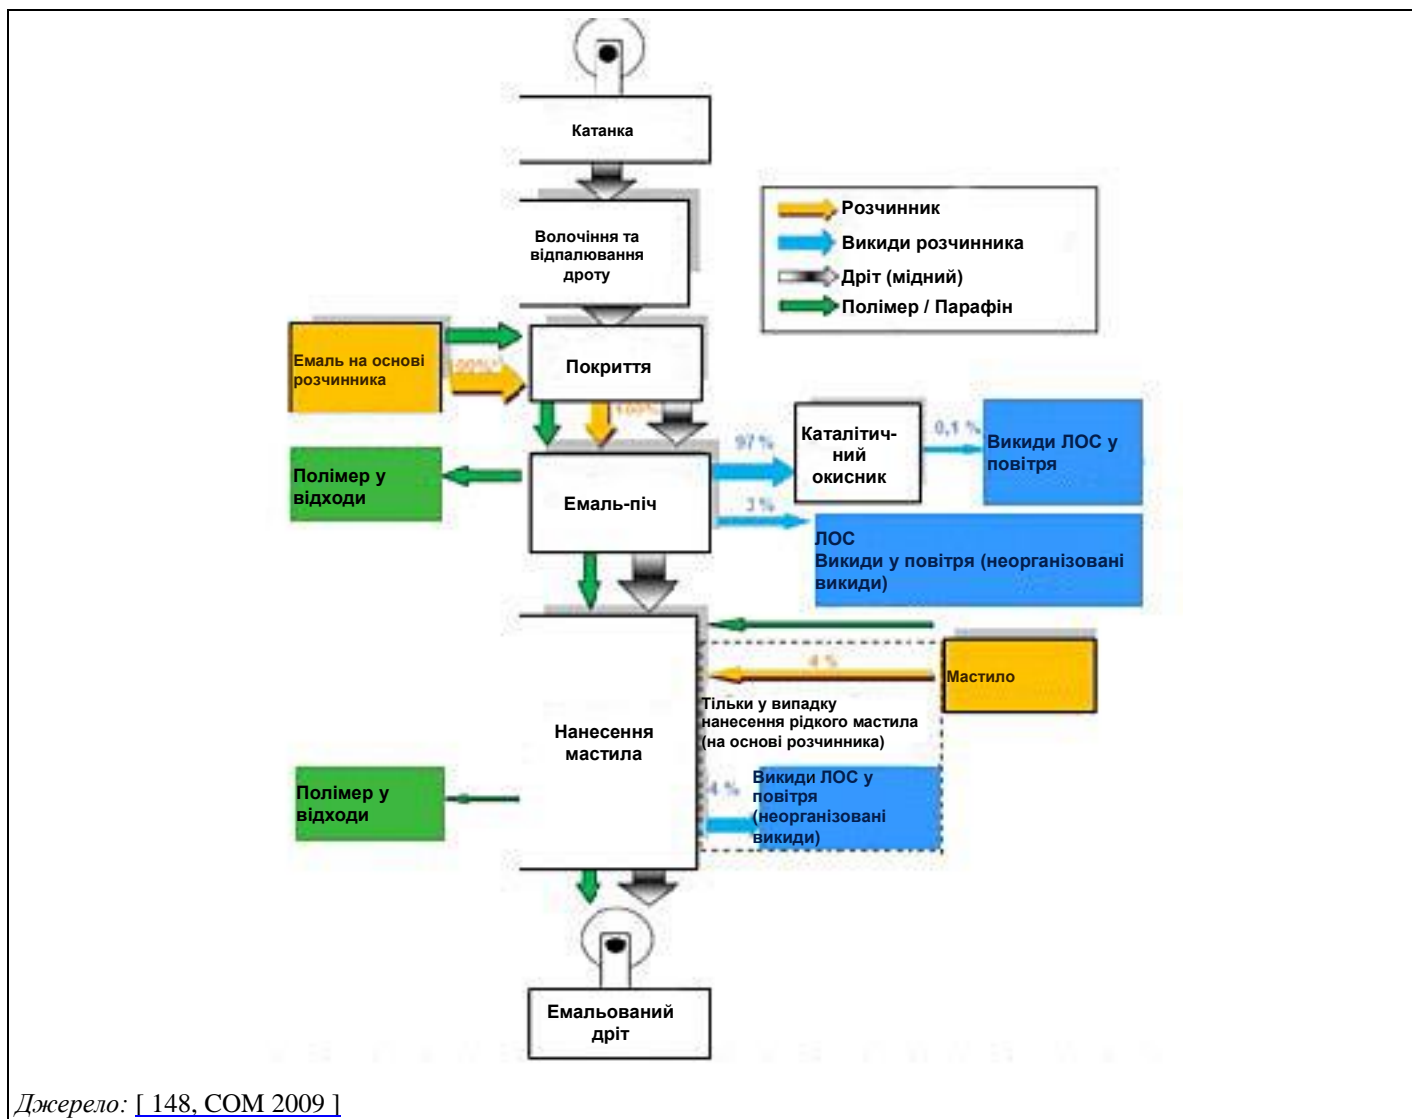 Катанка
Волочіння та
відпалювання
дроту
Розчинник
Викиди розчинника
Дріт (мідний)
Полімер / Парафін
Емаль на основі
розчинника
100%
Покриття
100%
Полімер у
відходи
Емаль-піч
97 %
Каталітич-
ний
окисник
0,1 %
Викиди ЛОС у
повітря
3 %
ЛОС
Викиди у повітря (неорганізовані
викиди)
4 %
Мастило
Тільки у випадку
нанесення рідкого мастила
(на основі розчинника)
Нанесення
мастила
Полімер у
відходи
4 %
Викиди ЛОС у
повітря
(неорганізовані
викиди)
Емальований
дріт
Джерело: [ 148, COM 2009 ]